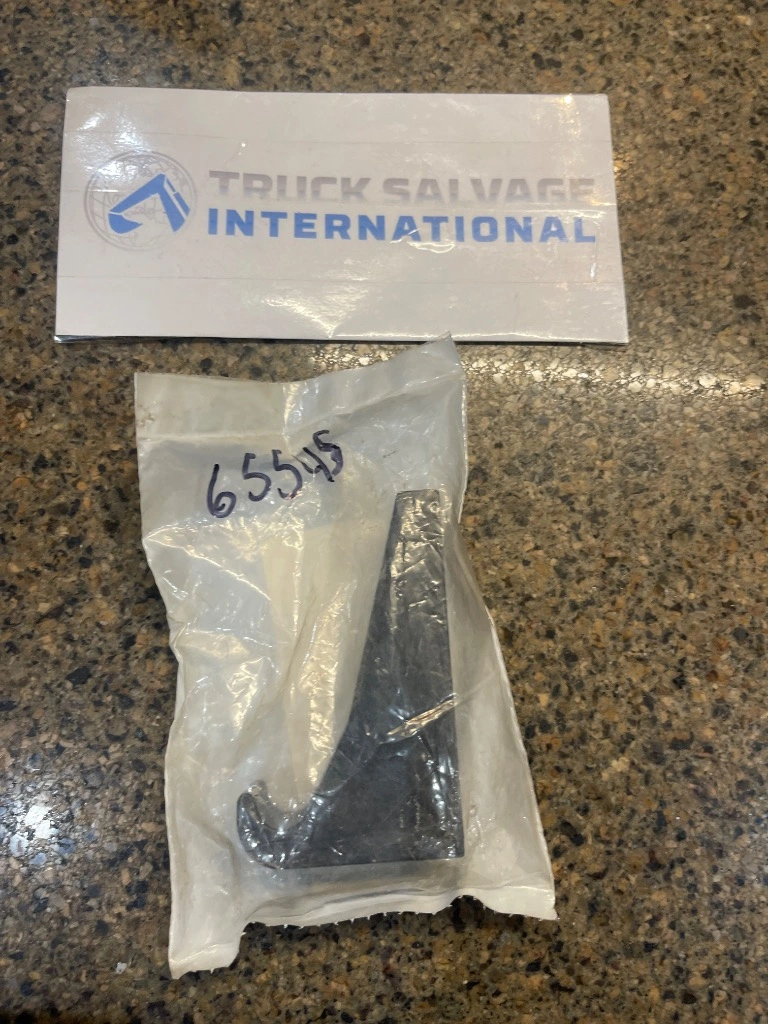 TRUCK SALVAGE
INTERNATIONAL
65545